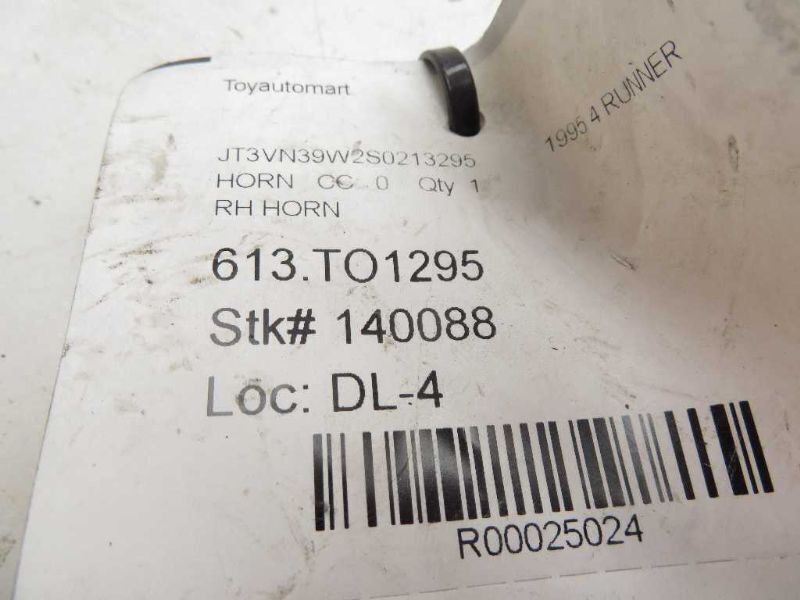 Toyautomart
1995 4 RUNNER
JT3VN39W2S0213295
HORN CC 0 Qty 1
RH HORN
613.TO1295
Stk# 140088
Loc: DL-4
R00025024